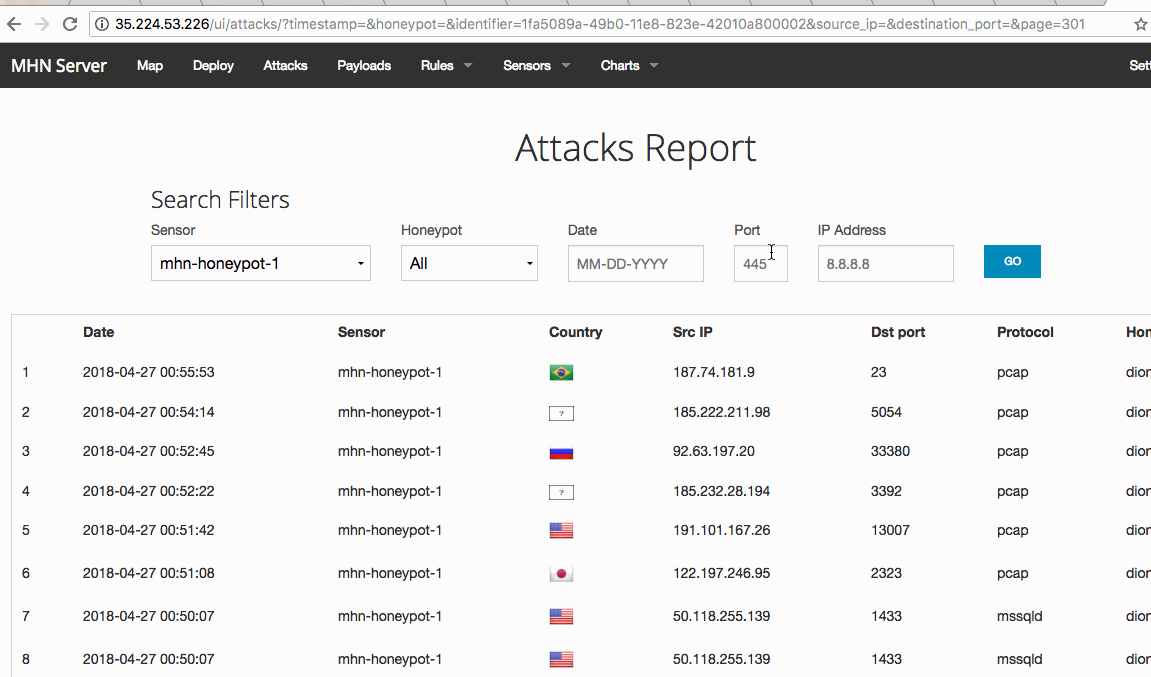 35.224.53.226/ui/attacks/?timestamp=&honeypot=&identifier=1fa5089a-49b0-11e8-823e-42010a800002&source_ip=&destination_port=&page=301
MHN Server Map Deploy Attacks Payloads Rules Sensors Charts Sett
Attacks Report
Search Filters
Sensor Honeypot Date Port IP Address
mhn-honeypot-1 All MM-DD-YYYY 445 8.8.8.8 GO
Date Sensor Country Src IP Dst port Protocol Hon
1 2018-04-27 00:55:53 mhn-honeypot-1 187.74.181.9 23 pcap dion
2 2018-04-27 00:54:14 mhn-honeypot-1 ? 185.222.211.98 5054 pcap dion
3 2018-04-27 00:52:45 mhn-honeypot-1 92.63.197.20 33380 pcap dion
4 2018-04-27 00:52:22 mhn-honeypot-1 ? 185.232.28.194 3392 pcap dion
5 2018-04-27 00:51:42 mhn-honeypot-1 191.101.167.26 13007 pcap dion
6 2018-04-27 00:51:08 mhn-honeypot-1 122.197.246.95 2323 pcap dion
7 2018-04-27 00:50:07 mhn-honeypot-1 50.118.255.139 1433 mssqld dion
8 2018-04-27 00:50:07 mhn-honeypot-1 50.118.255.139 1433 mssqld dion